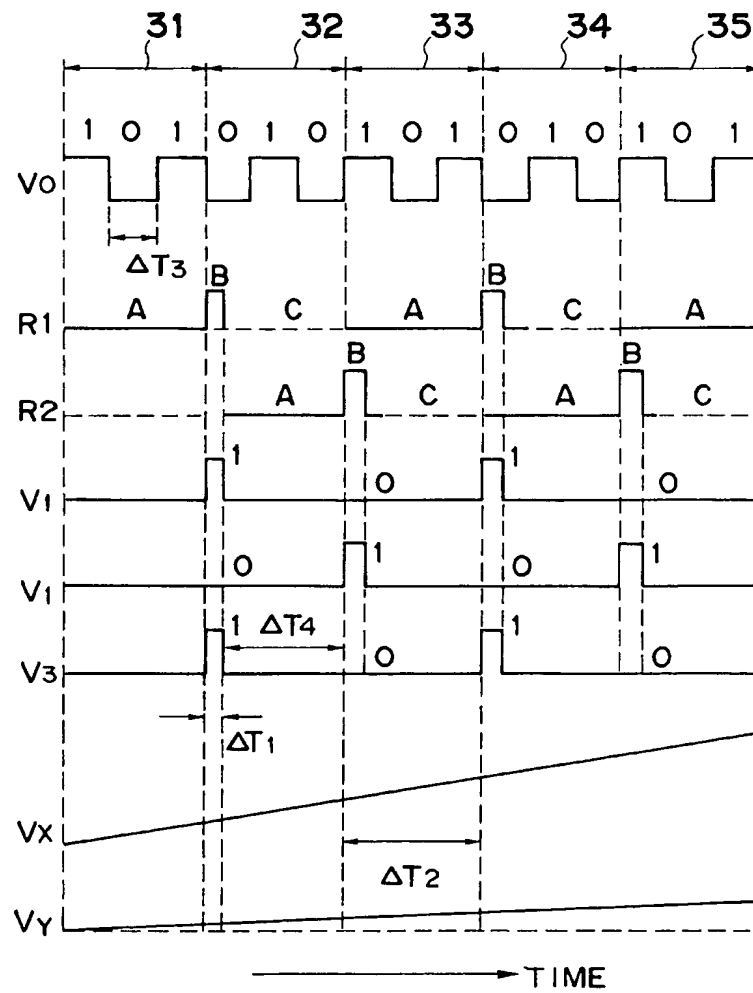 31 32 33 34 35
1 0 1 0 1 0 1 0 1 0 1 0 1 0 1
V0
ΔT3
B B
R1 A C A C A
B B
R2 A C A C
1 1
V1 0 0
1 1
V1 0 0
1 ΔT4 1
V3 0 0
ΔT1
VX
ΔT2
VY
TIME